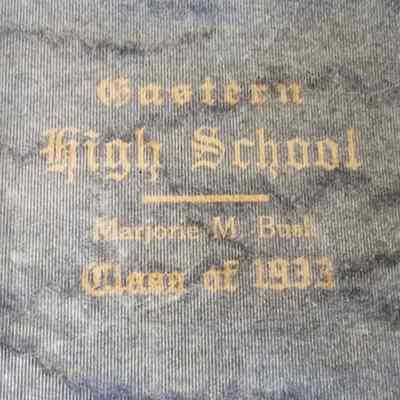 Eastern
High School
Marjorie M. Bush
Class of 1933